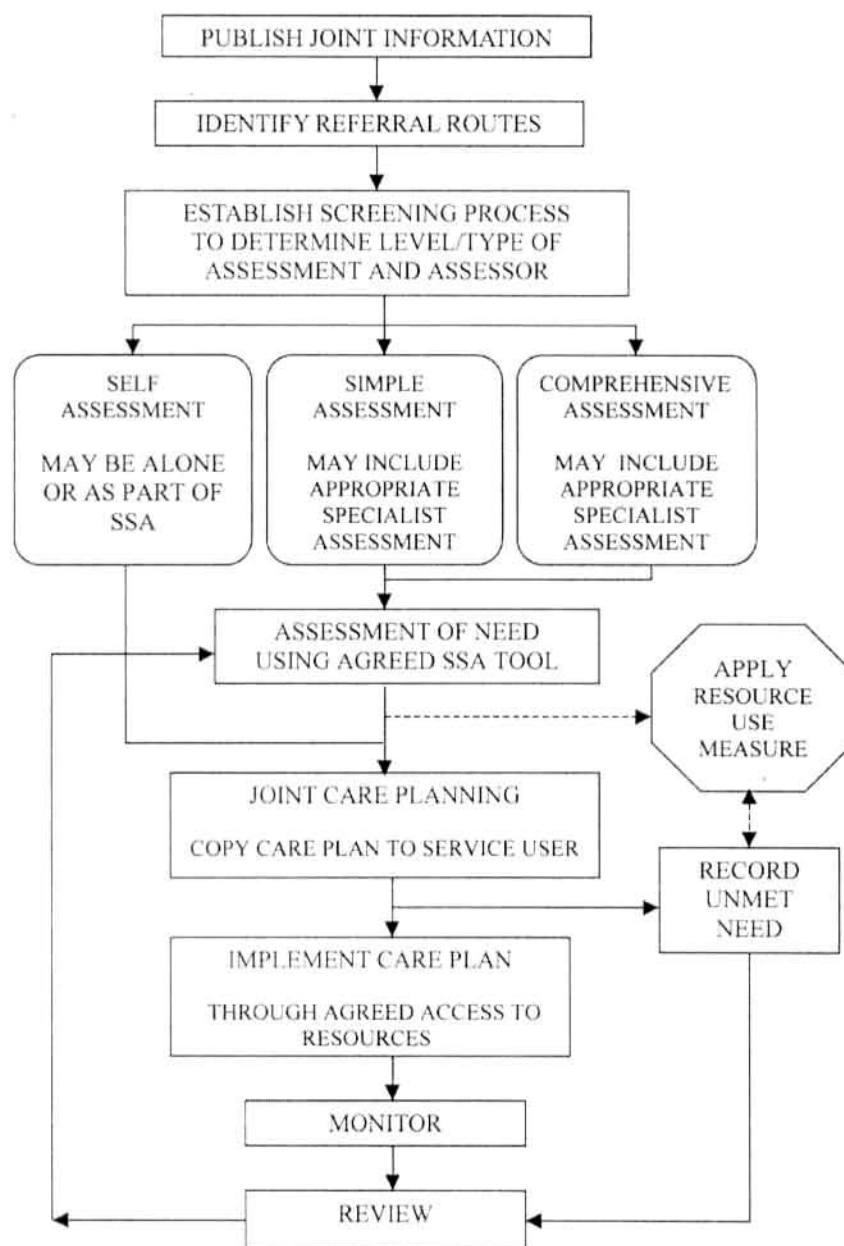 PUBLISH JOINT INFORMATION
IDENTIFY REFERRAL ROUTES
ESTABLISH SCREENING PROCESS
TO DETERMINE LEVEL/TYPE OF
ASSESSMENT AND ASSESSOR
SELF
ASSESSMENT
MAY BE ALONE
OR AS PART OF
SSA
SIMPLE
ASSESSMENT
MAY INCLUDE
APPROPRIATE
SPECIALIST
ASSESSMENT
COMPREHENSIVE
ASSESSMENT
MAY INCLUDE
APPROPRIATE
SPECIALIST
ASSESSMENT
ASSESSMENT OF NEED
USING AGREED SSA TOOL
APPLY
RESOURCE
USE
MEASURE
JOINT CARE PLANNING
COPY CARE PLAN TO SERVICE USER
RECORD
UNMET
NEED
IMPLEMENT CARE PLAN
THROUGH AGREED ACCESS TO
RESOURCES
MONITOR
REVIEW